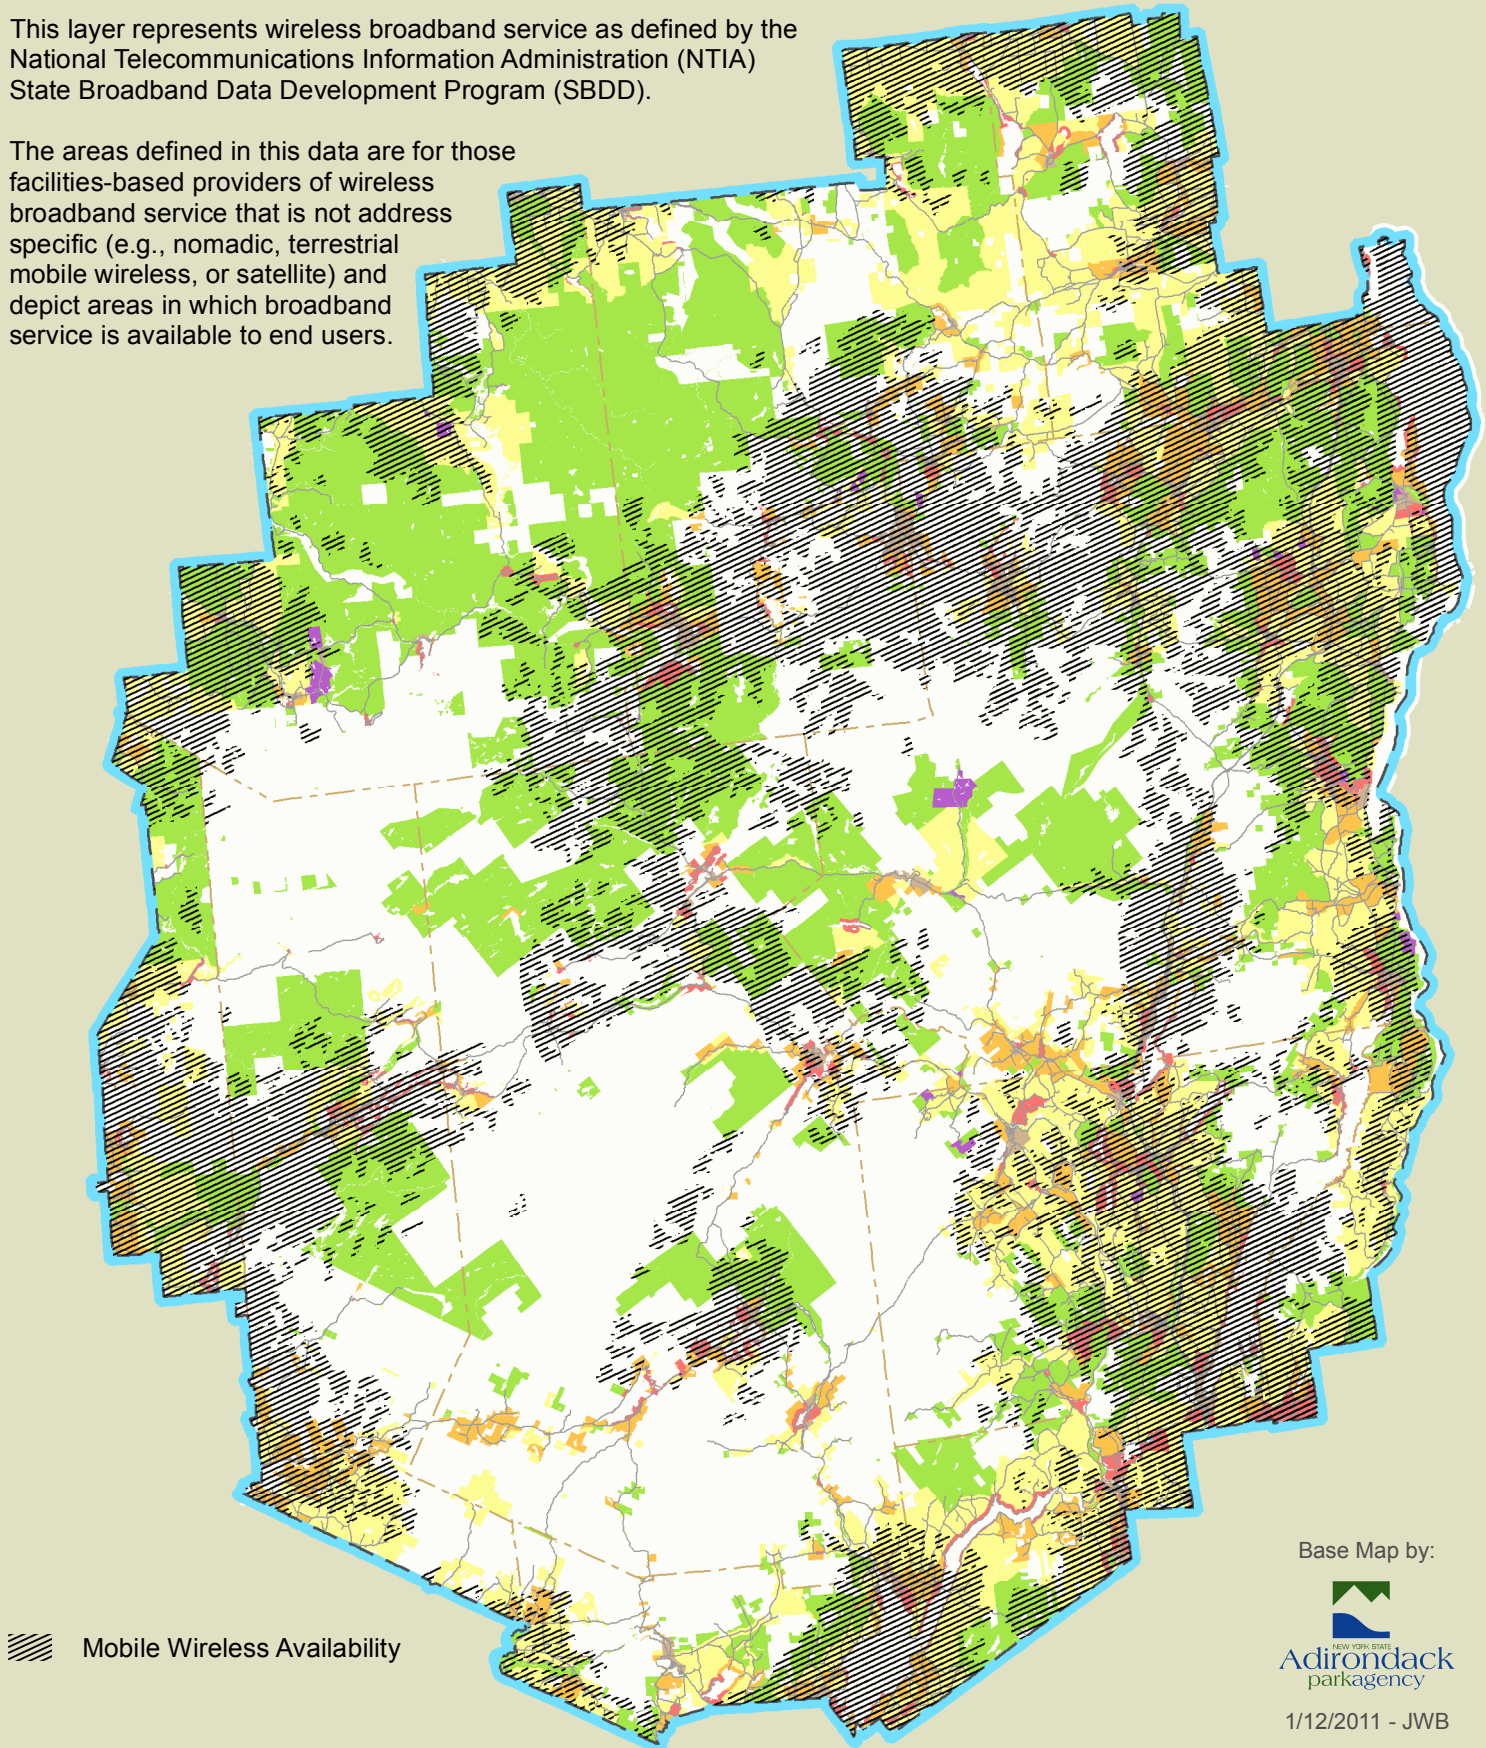 This layer represents wireless broadband service as defined by the
National Telecommunications Information Administration (NTIA)
State Broadband Data Development Program (SBDD).
The areas defined in this data are for those
facilities-based providers of wireless
broadband service that is not address
specific (e.g., nomadic, terrestrial
mobile wireless, or satellite) and
depict areas in which broadband
service is available to end users.
Mobile Wireless Availability
Base Map by:
NEW YORK STATE
Adirondack
parkagency
1/12/2011 - JWB